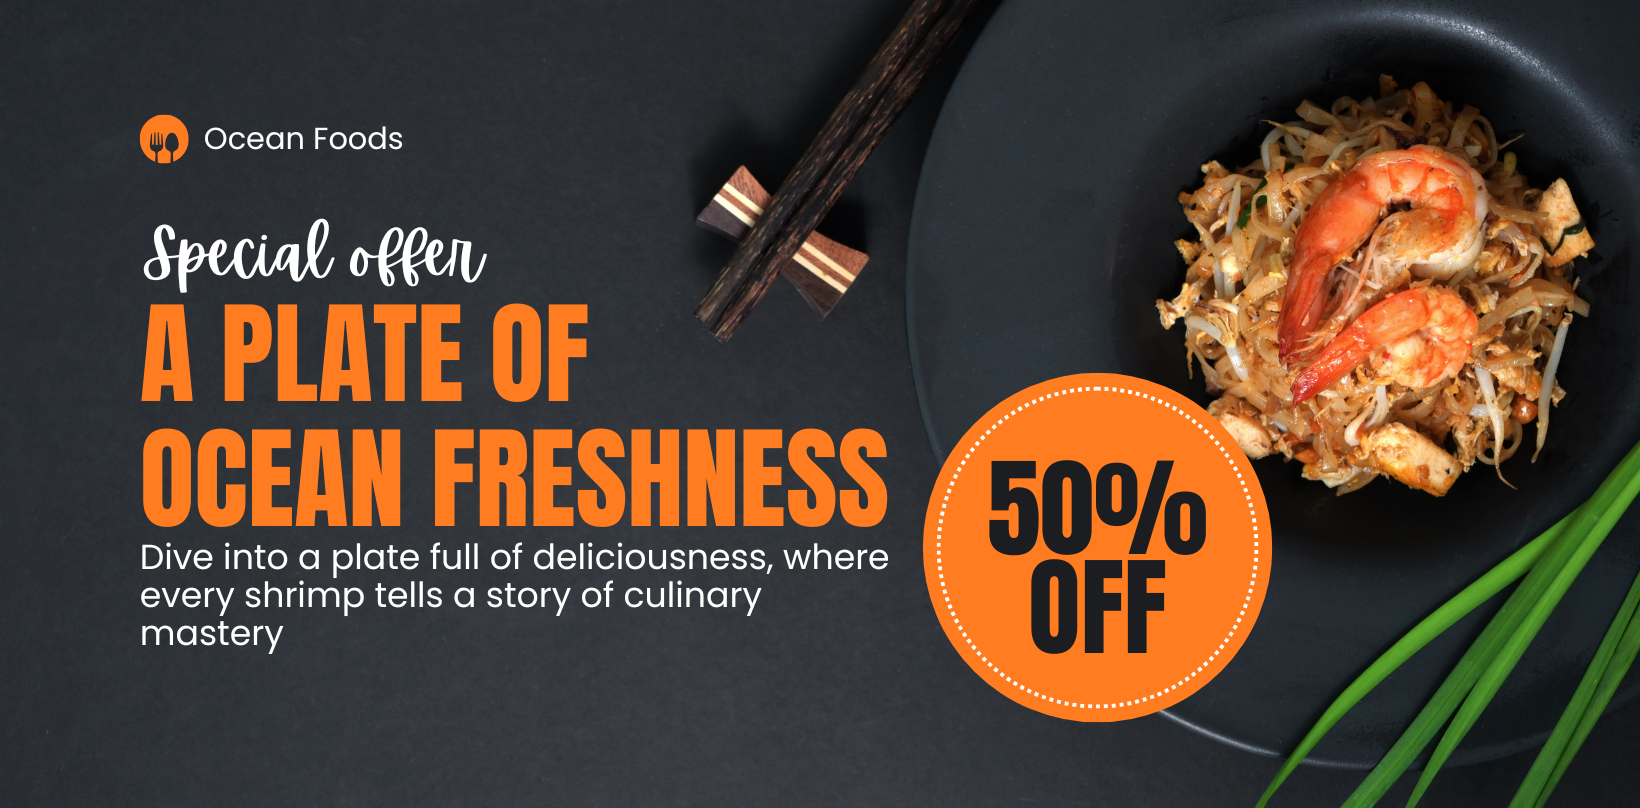 Ocean Foods
Special offer
A PLATE OF
OCEAN FRESHNESS
Dive into a plate full of deliciousness, where
every shrimp tells a story of culinary
mastery
50%
OFF